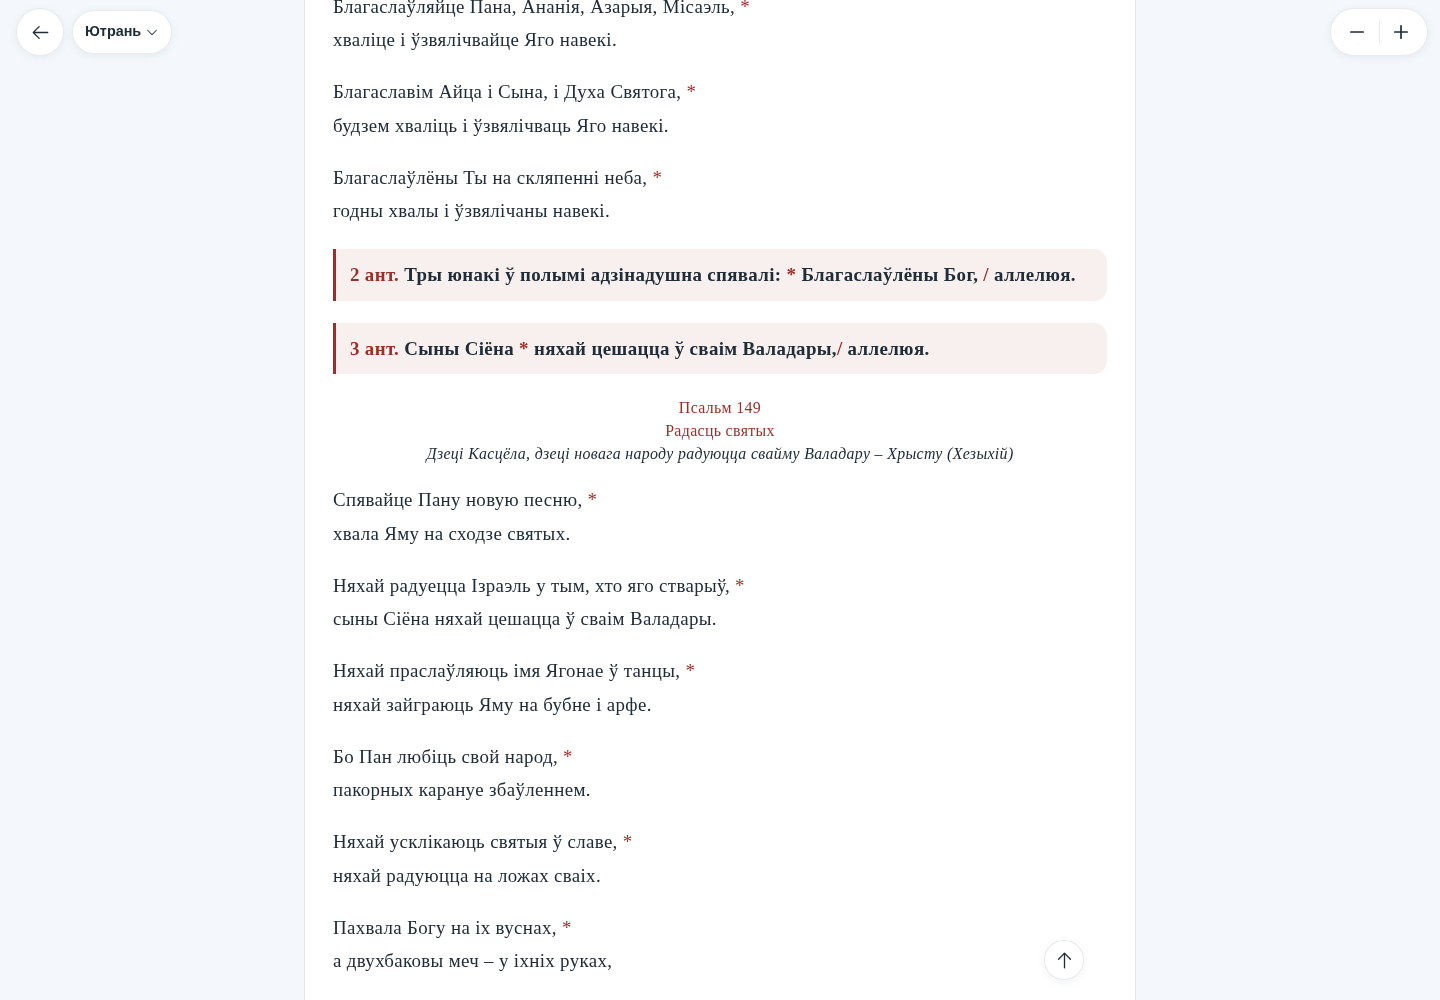 Ютрань
Благаслаўляйце Пана, Ананія, Азарыя, Місаэль, *
хваліце і ўзвялічвайце Яго навекі.
Благаславім Айца і Сына, і Духа Святога, *
будзем хваліць і ўзвялічваць Яго навекі.
Благаслаўлёны Ты на скляпенні неба, *
годны хвалы і ўзвялічаны навекі.
2 ант. Тры юнакі ў полымі адзінадушна спявалі: * Благаслаўлёны Бог, / аллелюя.
3 ант. Сыны Сіёна * няхай цешацца ў сваім Валадары,/ аллелюя.
Псальм 149
Радасць святых
Дзеці Касцёла, дзеці новага народу радуюцца свайму Валадару – Хрысту (Хезыхій)
Спявайце Пану новую песню, *
хвала Яму на сходзе святых.
Няхай радуецца Ізраэль у тым, хто яго стварыў, *
сыны Сіёна няхай цешацца ў сваім Валадары.
Няхай праслаўляюць імя Ягонае ў танцы, *
няхай зайграюць Яму на бубне і арфе.
Бо Пан любіць свой народ, *
пакорных карануе збаўленнем.
Няхай усклікаюць святыя ў славе, *
няхай радуюцца на ложах сваіх.
Пахвала Богу на іх вуснах, *
а двухбаковы меч – у іхніх руках,